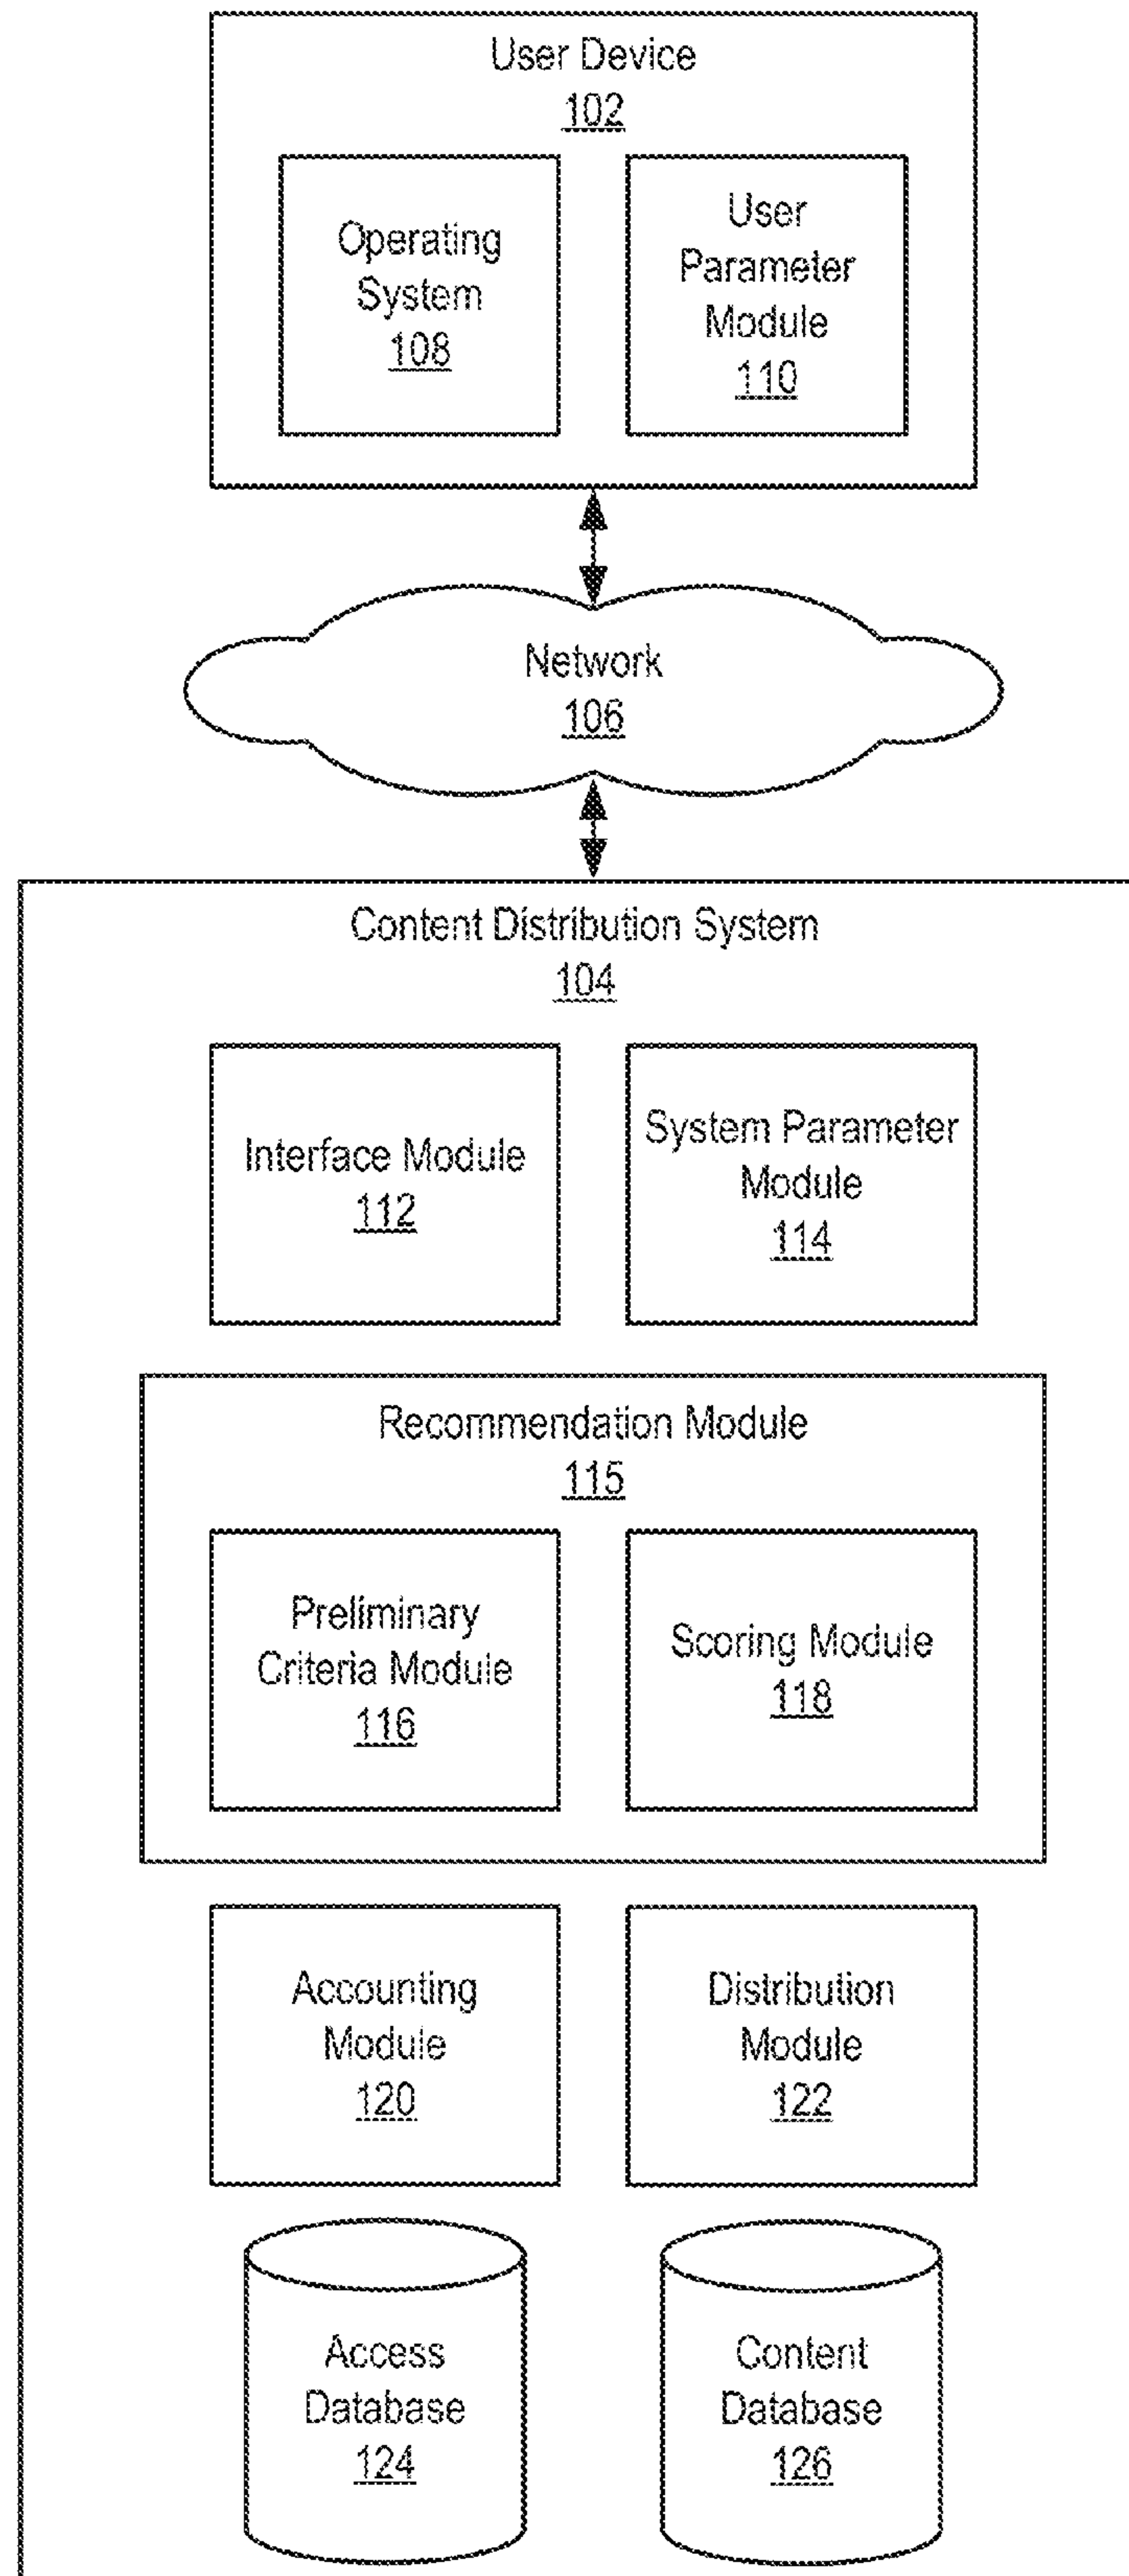 User Device
102
Operating
System
108
User
Parameter
Module
110
Network
106
Content Distribution System
104
Interface Module
112
System Parameter
Module
114
Recommendation Module
115
Preliminary
Criteria Module
116
Scoring Module
118
Accounting
Module
120
Distribution
Module
122
Access
Database
124
Content
Database
126